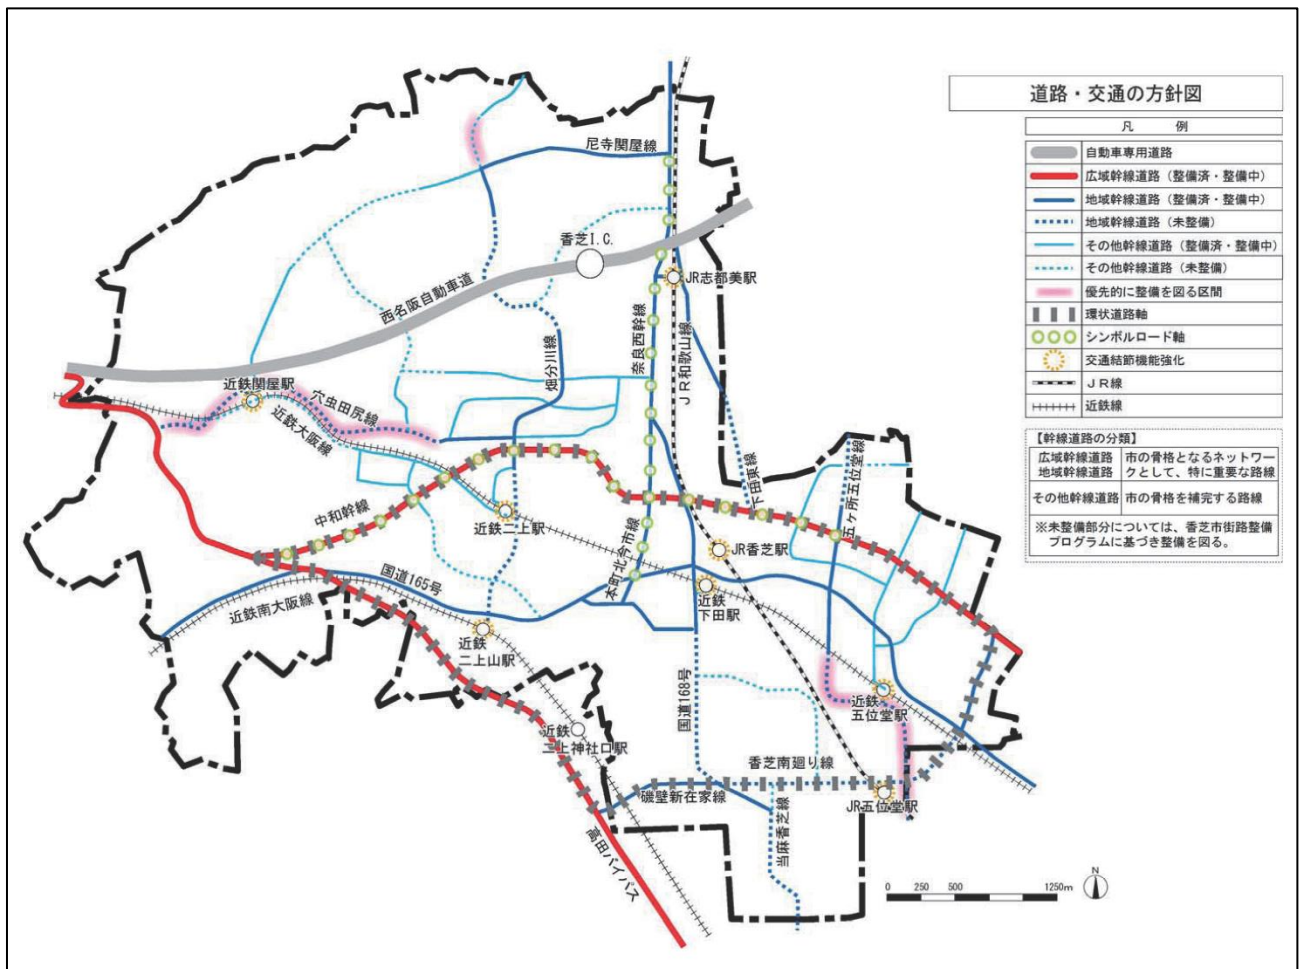 道路・交通の方針図
凡 例
自動車専用道路
広域幹線道路（整備済・整備中）
地域幹線道路（整備済・整備中）
地域幹線道路（未整備）
その他幹線道路（整備済・整備中）
その他幹線道路（未整備）
優先的に整備を図る区間
環状道路軸
シンボルロード軸
交通結節機能強化
ＪＲ線
近鉄線
【幹線道路の分類】
広域幹線道路
地域幹線道路
市の骨格となるネットワー
クとして、特に重要な路線
その他幹線道路
市の骨格を補完する路線
※未整備部分については、香芝市街路整備
プログラムに基づき整備を図る。
尼寺関屋線
香芝I.C.
JR志都美駅
西名阪自動車道
奈良西幹線
JR和歌山線
畑分川線
近鉄関屋駅
穴虫田尻線
近鉄大阪線
下田東線
五ヶ所五位堂線
中和幹線
近鉄二上駅
JR香芝駅
本町北今市線
国道165号
近鉄南大阪線
近鉄
下田駅
近鉄
二上山駅
国道168号
近鉄
五位堂駅
近鉄
二上神社口駅
香芝南廻り線
磯壁新在家線
JR五位堂駅
当麻香芝線
高田バイパス
N
0 250 500 1250m